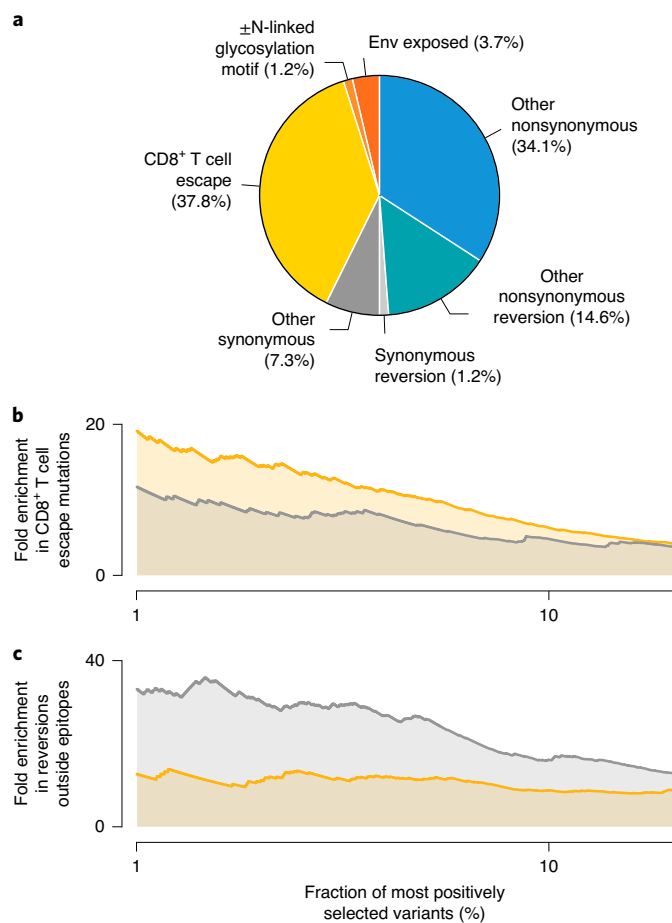 a
±N-linked
glycosylation
motif (1.2%)
Env exposed (3.7%)
Other
nonsynonymous
(34.1%)
CD8⁺ T cell
escape
(37.8%)
Other
synonymous
(7.3%)
Synonymous
reversion (1.2%)
Other
nonsynonymous
reversion (14.6%)
b
Fold enrichment
in CD8⁺ T cell
escape mutations
20
0
1
10
c
Fold enrichment
in reversions
outside epitopes
40
0
1
10
Fraction of most positively
selected variants (%)